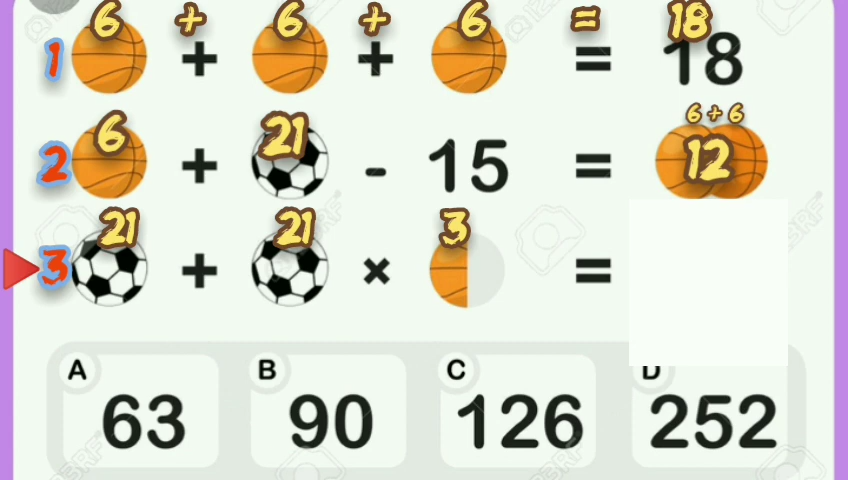 6 + 6 + 6 = 18
1 + + = 18
6 21 6 + 6
2 + - 15 = 12
21 21 3
3 + × =
A B C D
63 90 126 252